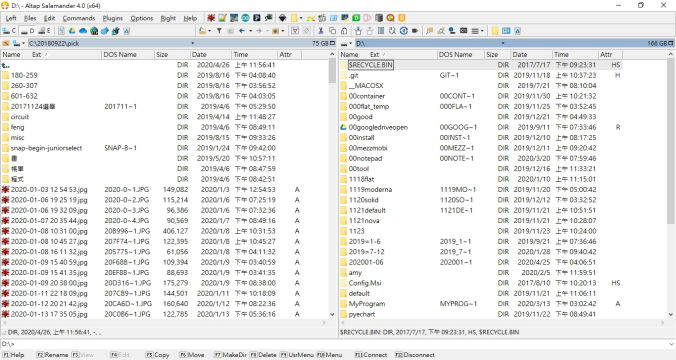 D:\, - Altap Salamander 4.0 (x64)
Left Files Edit Commands Plugins Options Right Help
C:\20180922\pick 75 GB
D:\ 166 GB
Name Ext DOS Name Size Date Time Attr
.. DIR 2020/4/26 上午 11:56:41
180-259 DIR 2019/8/16 下午 04:08:40
260-307 DIR 2019/8/16 下午 03:56:52
601-632 DIR 2019/8/16 下午 04:03:05
20171124選舉 201711~1 DIR 2019/4/6 下午 05:29:50
circuit DIR 2019/4/14 上午 11:48:27
feng DIR 2019/4/6 下午 08:49:11
misc DIR 2019/8/15 下午 09:33:26
snap-begin-juniorselect SNAP-B~1 DIR 2019/1/24 下午 09:42:00
書 DIR 2019/5/20 上午 10:57:11
帳單 DIR 2019/4/6 下午 08:47:59
程式 DIR 2019/4/6 下午 08:42:51
2020-01-03 12 54 53.jpg 2020-0~1.JPG 149,082 2020/1/3 下午 12:54:53 A
2020-01-06 19 25 19.jpg 2020-0~2.JPG 115,214 2020/1/6 下午 07:25:19 A
2020-01-06 19 32 09.jpg 2020-0~3.JPG 96,386 2020/1/6 下午 07:32:36 A
2020-01-07 20 35 44.jpg 2020-0~4.JPG 90,569 2020/1/7 下午 08:49:16 A
2020-01-08 10 31 00.jpg 20B996~1.JPG 406,127 2020/1/8 上午 10:31:53 A
2020-01-08 10 45 27.jpg 207F74~1.JPG 122,395 2020/1/8 上午 10:45:27 A
2020-01-08 16 11 32.jpg 205775~1.JPG 61,056 2020/1/8 下午 04:11:32 A
2020-01-09 15 40 59.jpg 20F68B~1.JPG 109,394 2020/1/9 下午 03:40:59 A
2020-01-09 15 41 35.jpg 20EF8B~1.JPG 88,693 2020/1/9 下午 03:41:35 A
2020-01-09 20 38 00.jpg 20D316~1.JPG 175,279 2020/1/9 下午 08:38:00 A
2020-01-11 22 18 09.jpg 207CB9~1.JPG 144,501 2020/1/11 下午 10:18:09 A
2020-01-12 20 21 42.jpg 20CA6D~1.JPG 140,640 2020/1/12 下午 08:22:36 A
2020-01-13 17 35 05.jpg 20C0B6~1.JPG 122,785 2020/1/13 下午 05:36:16 A
..: DIR, 2020/4/26, 上午 11:56:41, -, ..
Name Ext DOS Name Size Date Time Attr
$RECYCLE.BIN DIR 2017/7/17 下午 09:23:31 HS
.git GIT~1 DIR 2019/11/18 上午 10:37:23 H
__MACOSX DIR 2019/7/21 上午 08:10:04
00container 00CONT~1 DIR 2019/11/30 上午 10:21:32
000flat_temp 000FLA~1 DIR 2019/11/25 下午 03:52:45
00good DIR 2019/12/21 下午 04:49:33
00googledriveopen 00GOOG~1 DIR 2019/9/11 下午 07:33:46 R
00install 00INST~1 DIR 2019/12/10 上午 08:17:25
00mezzmobi 00MEZZ~1 DIR 2019/12/11 下午 09:20:42
00notepad 00NOTE~1 DIR 2020/3/20 下午 07:59:46
00tool DIR 2019/12/16 上午 11:33:21
1118flat DIR 2020/1/10 上午 11:15:01
1119moderna 1119MO~1 DIR 2019/11/20 上午 05:00:42
1120solid 1120SO~1 DIR 2019/12/12 下午 03:32:52
1121default 1121DE~1 DIR 2019/11/21 上午 10:51:51
1121nova DIR 2019/11/21 上午 10:28:07
1123 DIR 2019/11/23 上午 10:24:00
2019=1-6 2019_1~1 DIR 2019/9/21 下午 07:36:46
2019=7-12 2019_7~1 DIR 2020/1/28 下午 09:40:42
202001-06 202001~1 DIR 2020/4/25 下午 04:06:51
amy DIR 2020/2/5 上午 11:59:51
Config.Msi DIR 2017/8/10 下午 10:20:13 HS
default DIR 2019/11/21 上午 11:06:11
MyProgram MYPROG~1 DIR 2020/3/13 下午 03:02:42 A
pyechart DIR 2019/11/22 下午 08:49:41
$RECYCLE.BIN: DIR, 2017/7/17, 下午 09:23:31, HS, $RECYCLE.BIN
D:\>
F1 Help F2 Rename F3 View F4 Edit F5 Copy F6 Move F7 MakeDir F8 Delete F9 UsrMenu F10 Menu F11 Connect F12 Disconnect